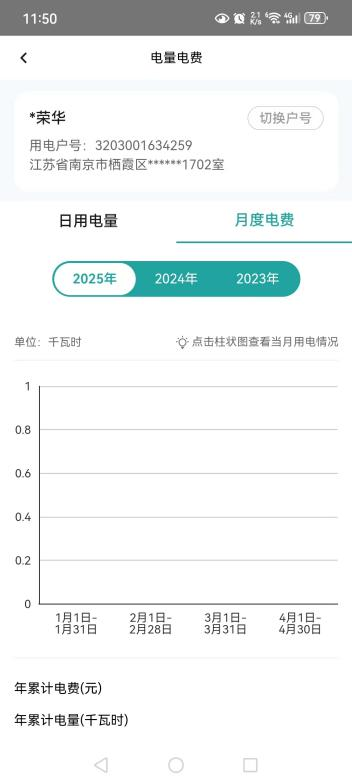 11:50
2.1 K/s 6 4G 79
电量电费
*荣华
切换户号
用电户号：3203001634259
江苏省南京市栖霞区******1702室
日用电量
月度电费
2025年
2024年
2023年
单位：千瓦时
点击柱状图查看当月用电情况
1
0.8
0.6
0.4
0.2
0
1月1日-
1月31日
2月1日-
2月28日
3月1日-
3月31日
4月1日-
4月30日
年累计电费(元)
年累计电量(千瓦时)